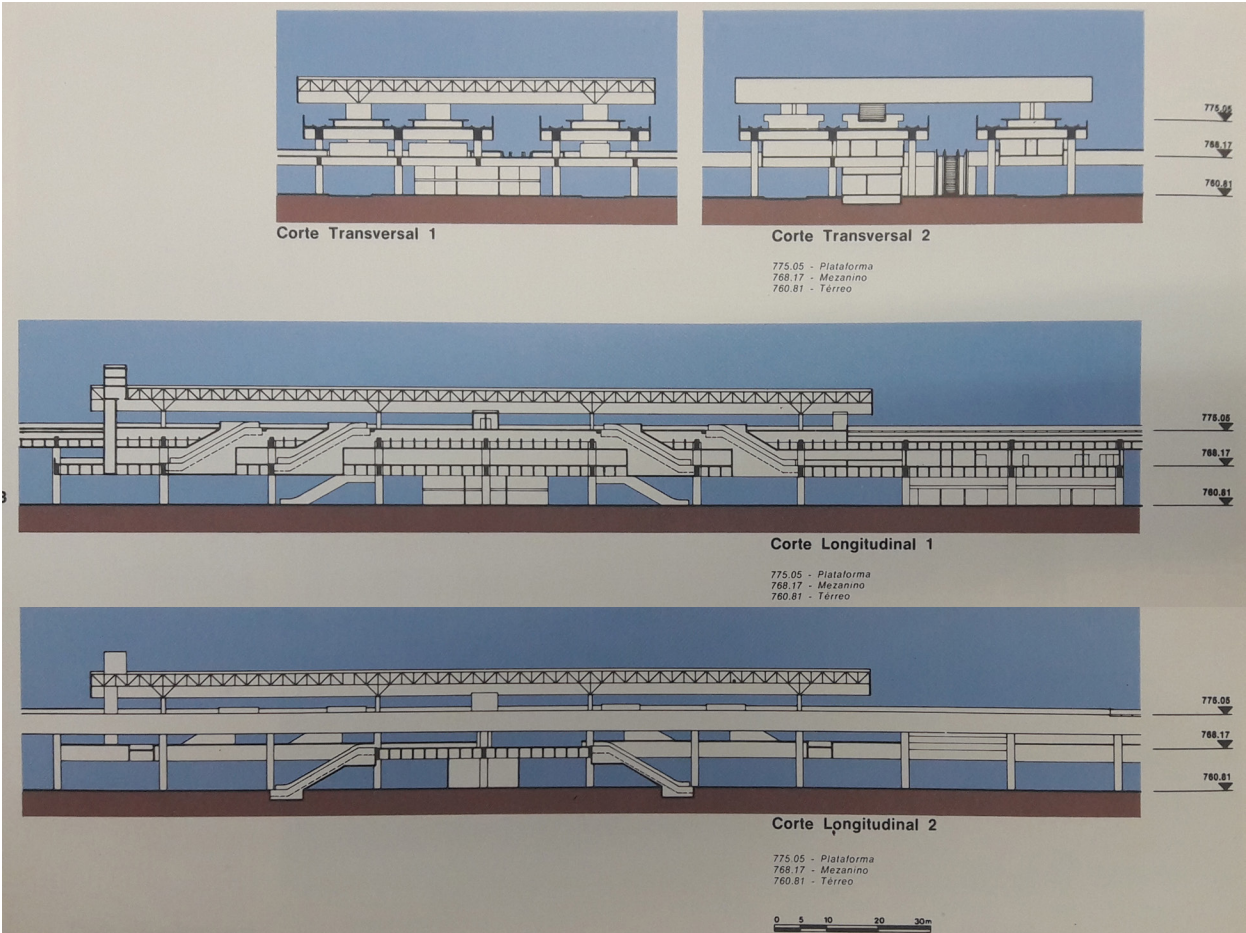 775.05
768.17
760.81
Corte Transversal 1
Corte Transversal 2
775.05 - Plataforma
768.17 - Mezanino
760.81 - Térreo
775.05
768.17
760.81
Corte Longitudinal 1
775.05 - Plataforma
768.17 - Mezanino
760.81 - Térreo
775.05
768.17
760.81
Corte Longitudinal 2
775.05 - Plataforma
768.17 - Mezanino
760.81 - Térreo
0 5 10 20 30m